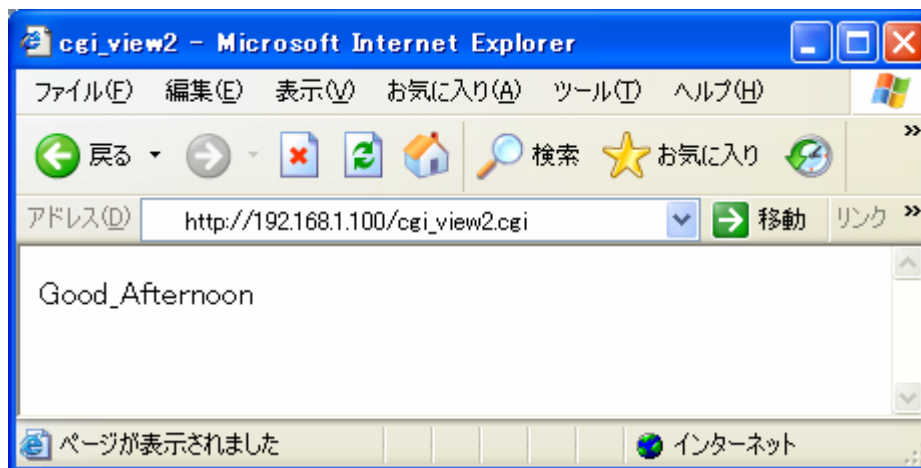 cgi_view2 - Microsoft Internet Explorer
ファイル(F) 編集(E) 表示(V) お気に入り(A) ツール(T) ヘルプ(H)
戻る 検索 お気に入り »
アドレス(D) http://192.168.1.100/cgi_view2.cgi 移動 リンク »
Good_Afternoon
ページが表示されました インターネット